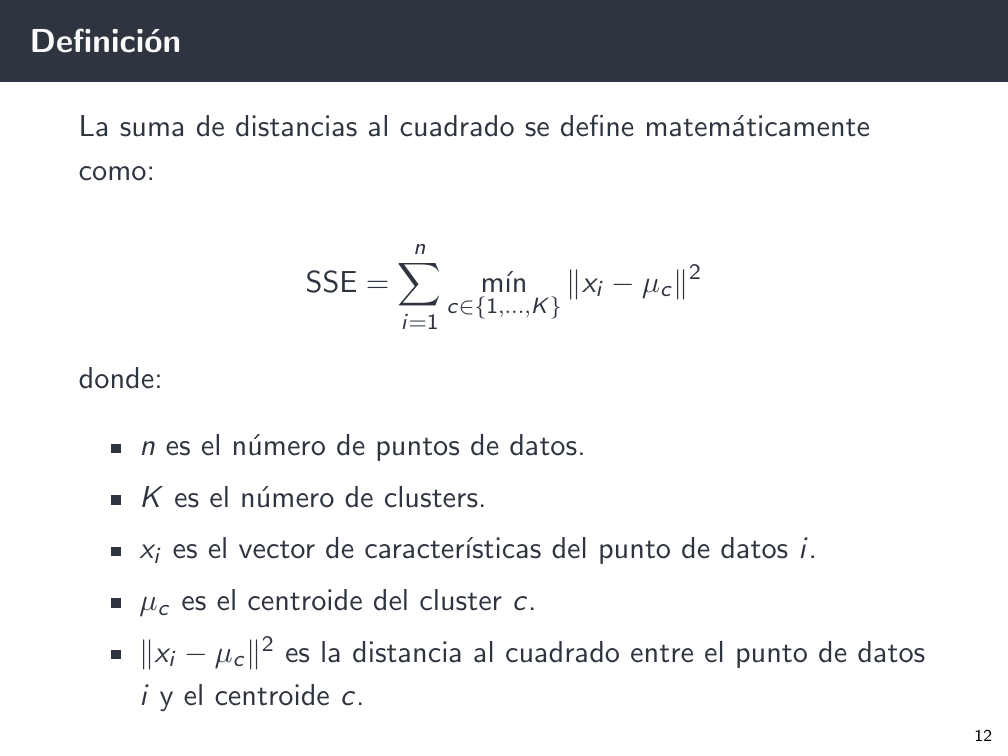 Definición
La suma de distancias al cuadrado se define matemáticamente
como:
SSE = \sum_{i=1}^{n} \mín_{c∈{1,...,K}} ‖x_i − μ_c‖^2
donde:
▪ n es el número de puntos de datos.
▪ K es el número de clusters.
▪ x_i es el vector de características del punto de datos i.
▪ μ_c es el centroide del cluster c.
▪ ‖x_i − μ_c‖^2 es la distancia al cuadrado entre el punto de datos
i y el centroide c.
12